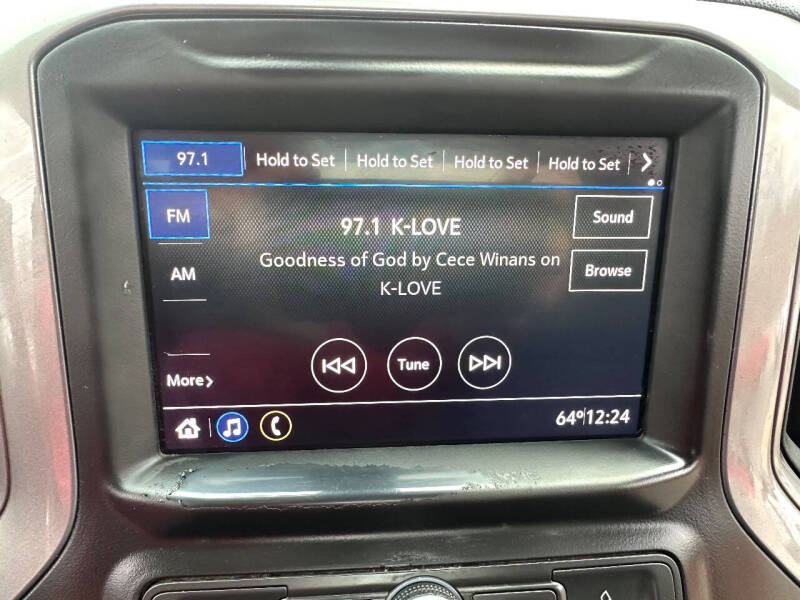 97.1 Hold to Set Hold to Set Hold to Set Hold to Set
FM
97.1 K-LOVE
Sound
Goodness of God by Cece Winans on
K-LOVE
Browse
AM
Tune
More
64° 12:24